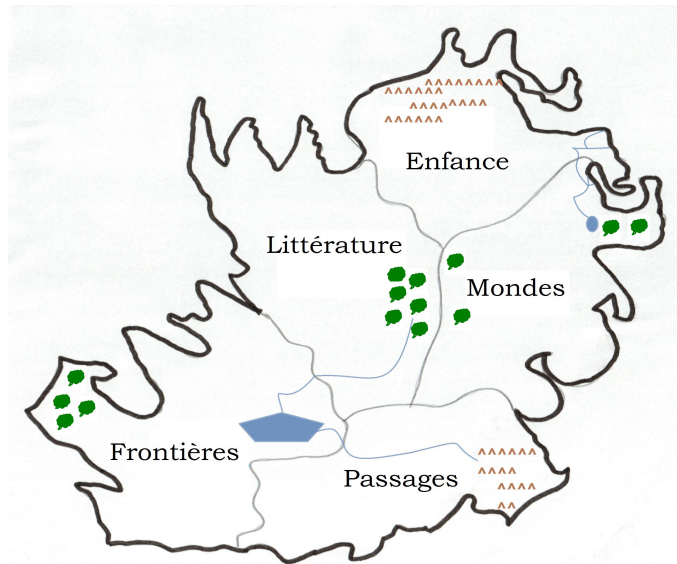 Enfance
Littérature
Mondes
Frontières
Passages